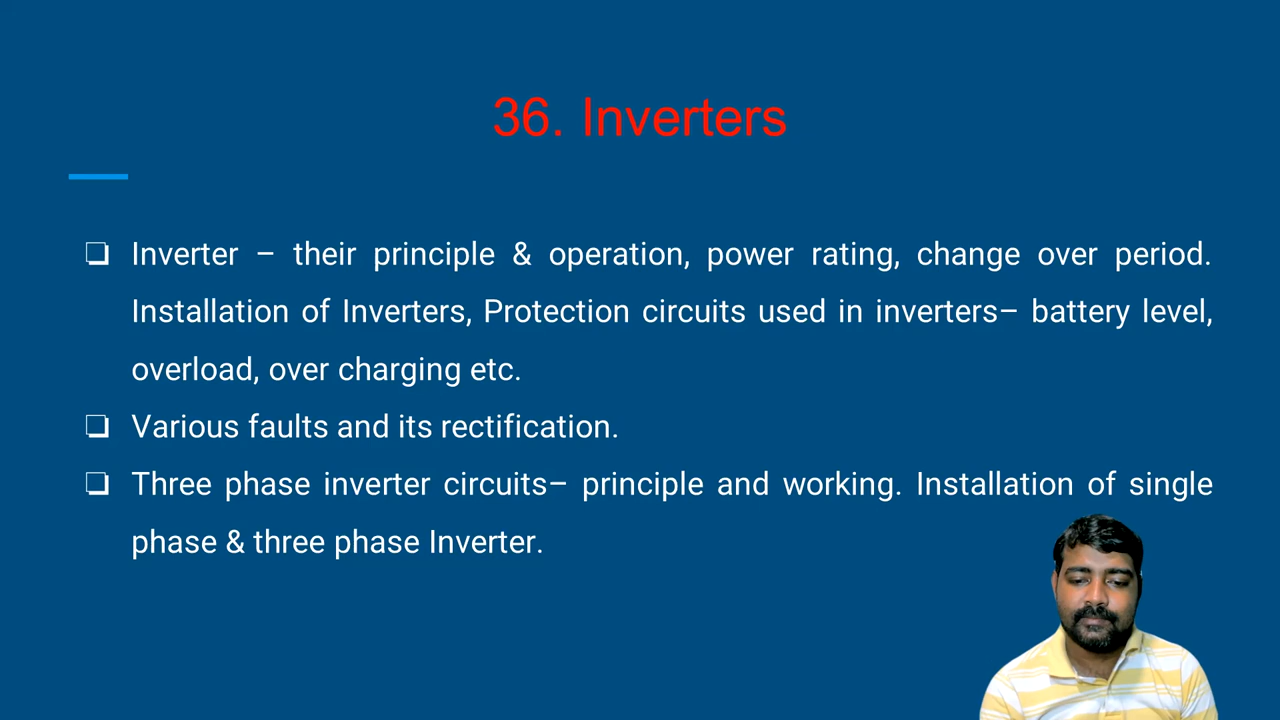 36. Inverters
❏ Inverter – their principle & operation, power rating, change over period.
Installation of Inverters, Protection circuits used in inverters– battery level,
overload, over charging etc.
❏ Various faults and its rectification.
❏ Three phase inverter circuits– principle and working. Installation of single
phase & three phase Inverter.